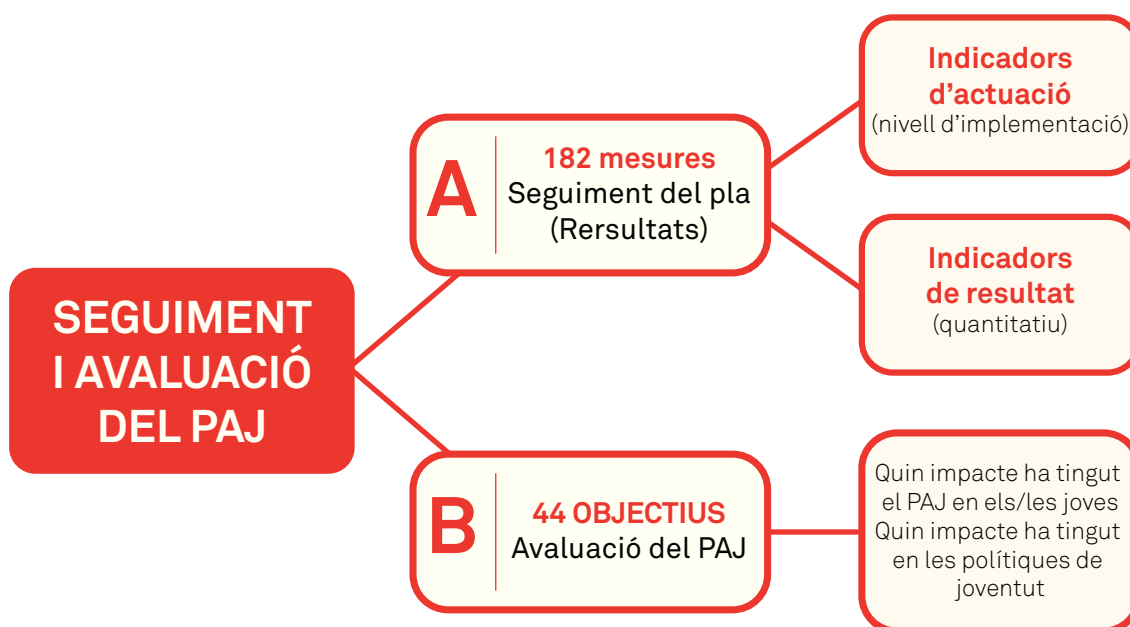 SEGUIMENT
I AVALUACIÓ
DEL PAJ
A
182 mesures
Seguiment del pla
(Rersultats)
Indicadors
d'actuació
(nivell d'implementació)
Indicadors
de resultat
(quantitatiu)
B
44 OBJECTIUS
Avaluació del PAJ
Quin impacte ha tingut
el PAJ en els/les joves
Quin impacte ha tingut
en les polítiques de
joventut